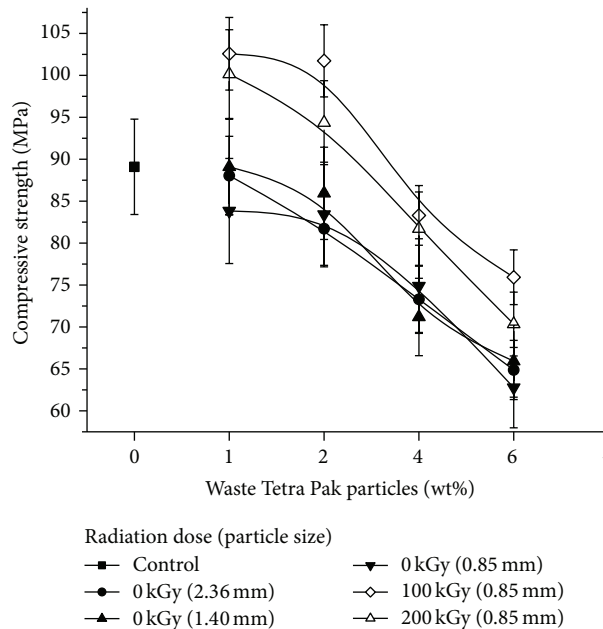 Compressive strength (MPa)
105
100
95
90
85
80
75
70
65
60
0 1 2 4 6
Waste Tetra Pak particles (wt%)
Radiation dose (particle size)
Control
0 kGy (2.36 mm)
0 kGy (1.40 mm)
0 kGy (0.85 mm)
100 kGy (0.85 mm)
200 kGy (0.85 mm)